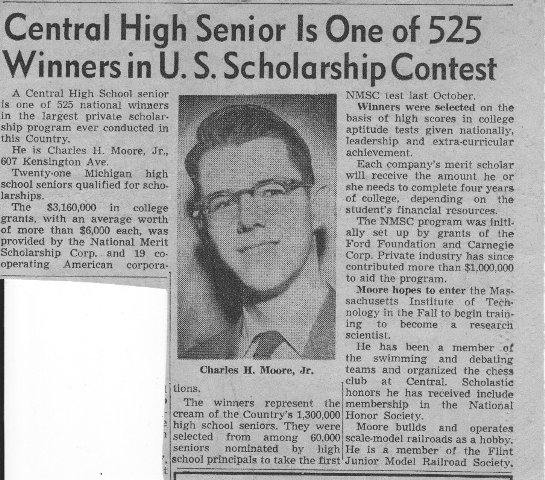 Central High Senior Is One of 525
Winners in U. S. Scholarship Contest
A Central High School senior
is one of 525 national winners
in the largest private scholar-
ship program ever conducted in
this Country.
He is Charles H. Moore, Jr.,
607 Kensington Ave.
Twenty-one Michigan high
school seniors qualified for scho-
larships.
The $3,160,000 in college
grants, with an average worth
of more than $6,000 each, was
provided by the National Merit
Scholarship Corp. and 19 co-
operating American corpora-
Charles H. Moore, Jr.
tions.
The winners represent the
cream of the Country's 1,300,000
high school seniors. They were
selected from among 60,000
seniors nominated by high
school principals to take the first
NMSC test last October.
Winners were selected on the
basis of high scores in college
aptitude tests given nationally,
leadership and extra-curricular
achievement.
Each company's merit scholar
will receive the amount he or
she needs to complete four years
of college, depending on the
student's financial resources.
The NMSC program was initi-
ally set up by grants of the
Ford Foundation and Carnegie
Corp. Private industry has since
contributed more than $1,000,000
to aid the program.
Moore hopes to enter the Mas-
sachusetts Institute of Tech-
nology in the Fall to begin train-
ing to become a research
scientist.
He has been a member of
the swimming and debating
teams and organized the chess
club at Central. Scholastic
honors he has received include
membership in the National
Honor Society.
Moore builds and operates
scale-model railroads as a hobby.
He is a member of the Flint
Junior Model Railroad Society.